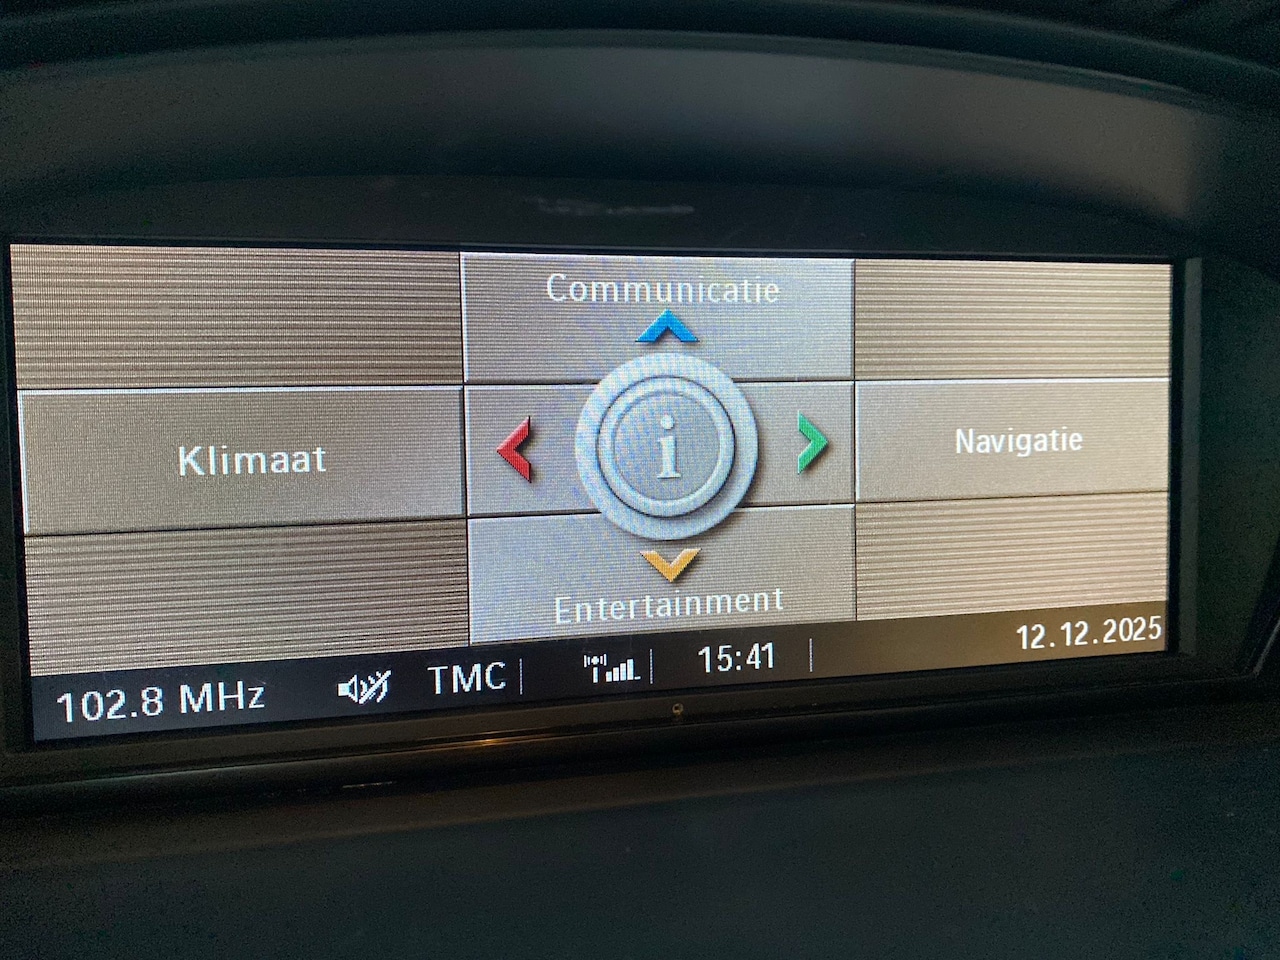 Communicatie
Klimaat
i
Navigatie
Entertainment
102.8 MHz TMC 15:41 12.12.2025